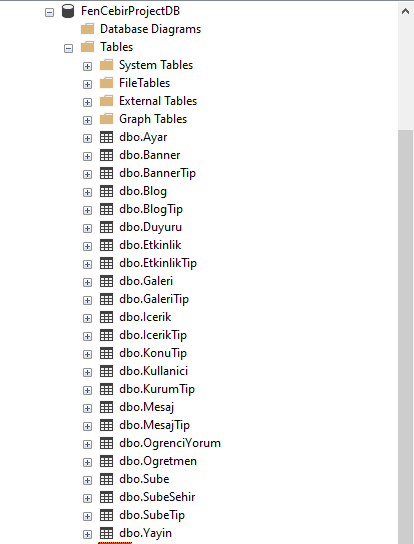 FenCebirProjectDB
Database Diagrams
Tables
System Tables
FileTables
External Tables
Graph Tables
dbo.Ayar
dbo.Banner
dbo.BannerTip
dbo.Blog
dbo.BlogTip
dbo.Duyuru
dbo.Etkinlik
dbo.EtkinlikTip
dbo.Galeri
dbo.GaleriTip
dbo.Icerik
dbo.IcerikTip
dbo.KonuTip
dbo.Kullanici
dbo.KurumTip
dbo.Mesaj
dbo.MesajTip
dbo.OgrenciYorum
dbo.Ogretmen
dbo.Sube
dbo.SubeSehir
dbo.SubeTip
dbo.Yayin